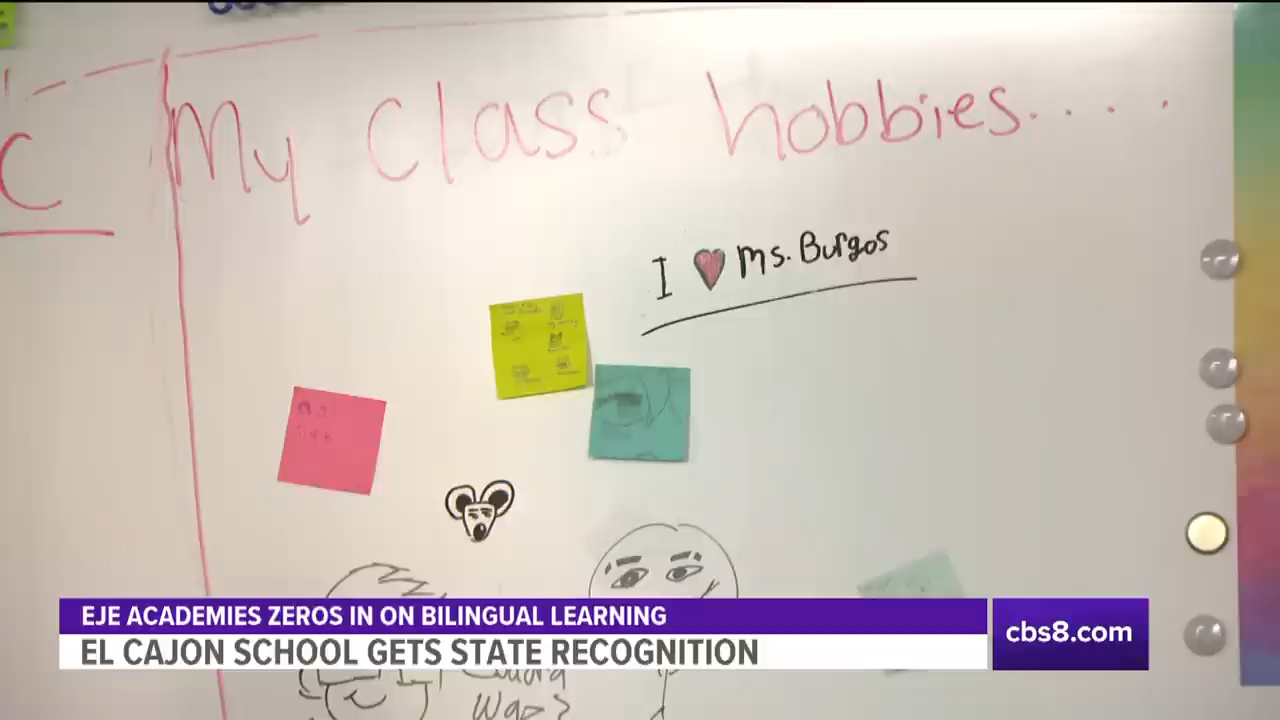 C
My Class hobbies.....
I ❤ Ms. Burgos
EJE ACADEMIES ZEROS IN ON BILINGUAL LEARNING
EL CAJON SCHOOL GETS STATE RECOGNITION
cbs8.com